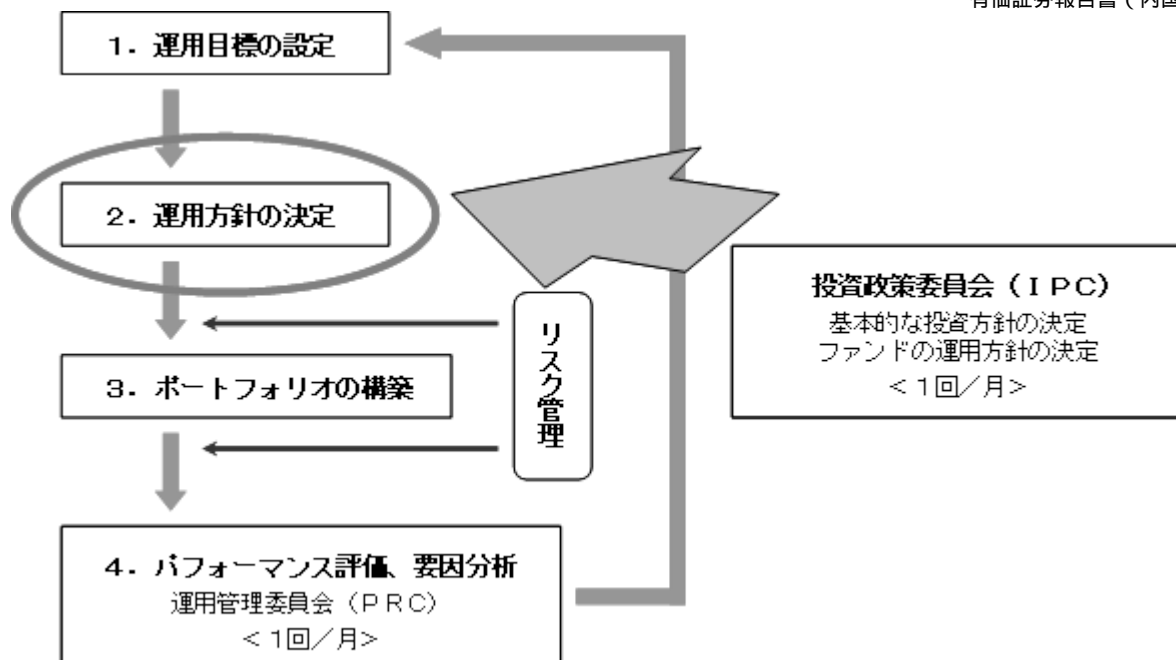 有価証券報告書（内国
１．運用目標の設定
２．運用方針の決定
投資政策委員会（ＩＰＣ）
基本的な投資方針の決定
ファンドの運用方針の決定
＜１回／月＞
リスク管理
３．ポートフォリオの構築
４．パフォーマンス評価、要因分析
運用管理委員会（ＰＲＣ）
＜１回／月＞